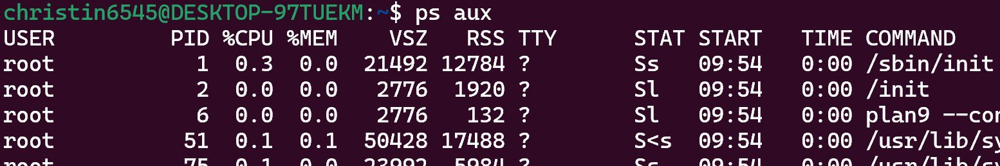 christin6545@DESKTOP-97TUEKM:~$ ps aux
USER         PID %CPU %MEM    VSZ   RSS TTY      STAT START   TIME COMMAND
root           1  0.3  0.0  21492 12784 ?        Ss   09:54   0:00 /sbin/init
root           2  0.0  0.0   2776  1920 ?        Sl   09:54   0:00 /init
root           6  0.0  0.0   2776   132 ?        Sl   09:54   0:00 plan9 --con
root          51  0.1  0.1  50428 17488 ?        S<s  09:54   0:00 /usr/lib/sy
root          75  0.1  0.0  23992  5984 ?        Ss   09:54   0:00 /usr/lib/sy